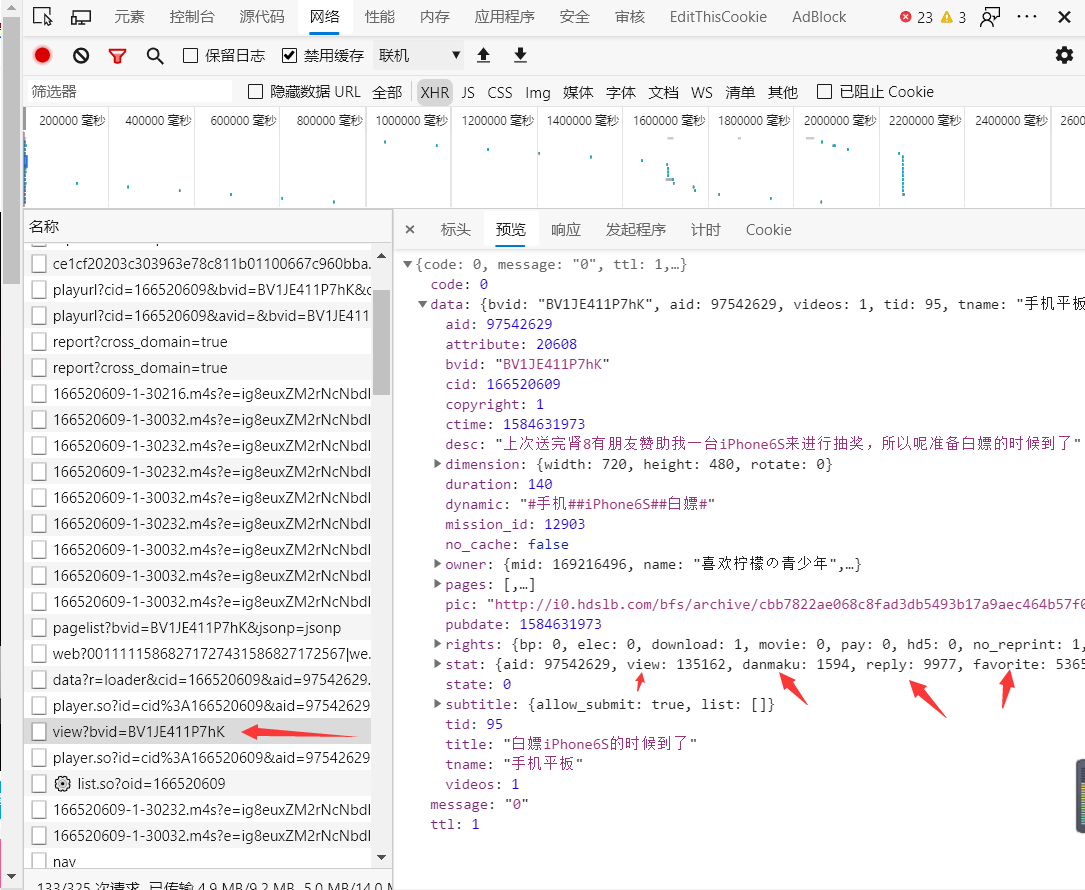 元素 控制台 源代码 网络 性能 内存 应用程序 安全 审核 EditThisCookie AdBlock 23 3
保留日志 禁用缓存 联机
筛选器 隐藏数据 URL 全部 XHR JS CSS Img 媒体 字体 文档 WS 清单 其他 已阻止 Cookie
200000 毫秒 400000 毫秒 600000 毫秒 800000 毫秒 1000000 毫秒 1200000 毫秒 1400000 毫秒 1600000 毫秒 1800000 毫秒 2000000 毫秒 2200000 毫秒 2400000 毫秒 2600
名称
ce1cf20203c303963e78c811b01100667c960bba.
playurl?cid=166520609&bvid=BV1JE411P7hK&
playurl?cid=166520609&avid=&bvid=BV1JE411
report?cross_domain=true
report?cross_domain=true
166520609-1-30216.m4s?e=ig8euxZM2rNcNbdl
166520609-1-30032.m4s?e=ig8euxZM2rNcNbdl
166520609-1-30232.m4s?e=ig8euxZM2rNcNbdl
166520609-1-30032.m4s?e=ig8euxZM2rNcNbdl
166520609-1-30032.m4s?e=ig8euxZM2rNcNbdl
166520609-1-30232.m4s?e=ig8euxZM2rNcNbdl
166520609-1-30032.m4s?e=ig8euxZM2rNcNbdl
166520609-1-30032.m4s?e=ig8euxZM2rNcNbdl
166520609-1-30032.m4s?e=ig8euxZM2rNcNbdl
pagelist?bvid=BV1JE411P7hK&jsonp=jsonp
web?0011111586827172743158682717​2567|we.
data?r=loader&cid=166520609&aid=97542629.
player.so?id=cid%3A166520609&aid=97542629
view?bvid=BV1JE411P7hK
player.so?id=cid%3A166520609&aid=97542629
list.so?oid=166520609
166520609-1-30232.m4s?e=ig8euxZM2rNcNbdl
166520609-1-30032.m4s?e=ig8euxZM2rNcNbdl
nav
133/325 次请求 已传输 4.9 MB/9.2 MB 5.0 MB/14.0 M
标头 预览 响应 发起程序 计时 Cookie
{code: 0, message: "0", ttl: 1,…}
code: 0
data: {bvid: "BV1JE411P7hK", aid: 97542629, videos: 1, tid: 95, tname: "手机平板
aid: 97542629
attribute: 20608
bvid: "BV1JE411P7hK"
cid: 166520609
copyright: 1
ctime: 1584631973
desc: "上次送完肾8有朋友赞助我一台iPhone6S来进行抽奖，所以呢准备白嫖的时候到了"
dimension: {width: 720, height: 480, rotate: 0}
duration: 140
dynamic: "#手机##iPhone6S##白嫖#"
mission_id: 12903
no_cache: false
owner: {mid: 169216496, name: "喜欢柠檬の青少年",…}
pages: [,…]
pic: "http://i0.hdslb.com/bfs/archive/cbb7822ae068c8fad3db5493b17a9aec464b57f0
pubdate: 1584631973
rights: {bp: 0, elec: 0, download: 1, movie: 0, pay: 0, hd5: 0, no_reprint: 1,
stat: {aid: 97542629, view: 135162, danmaku: 1594, reply: 9977, favorite: 5365
state: 0
subtitle: {allow_submit: true, list: []}
tid: 95
title: "白嫖iPhone6S的时候到了"
tname: "手机平板"
videos: 1
message: "0"
ttl: 1